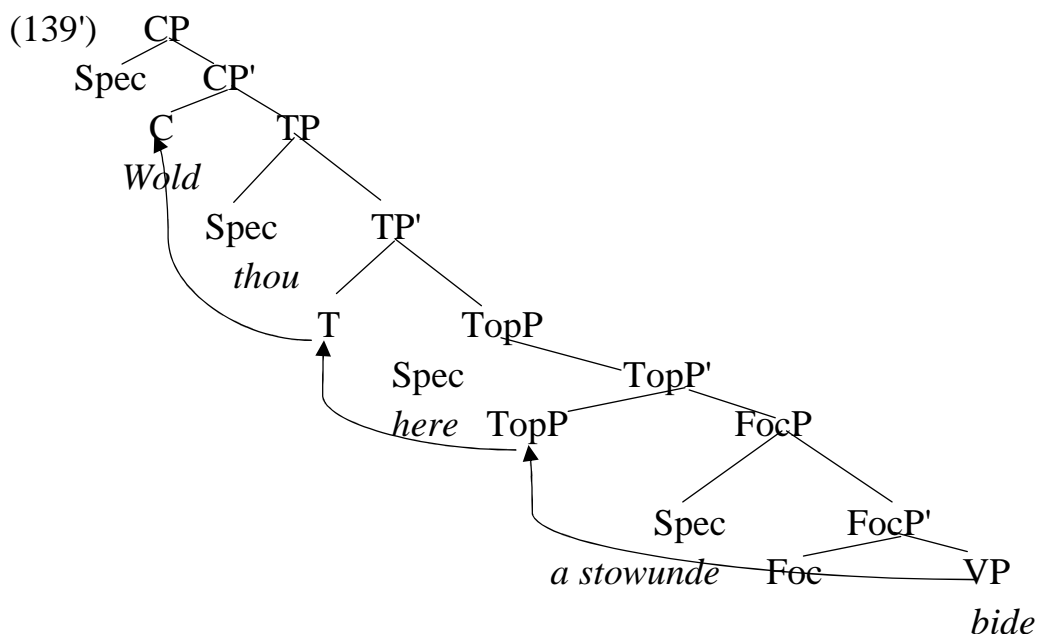 (139') CP
Spec CP'
C TP
Wold
Spec TP'
thou
T TopP
Spec TopP'
here TopP FocP
Spec FocP'
a stowunde Foc VP
bide